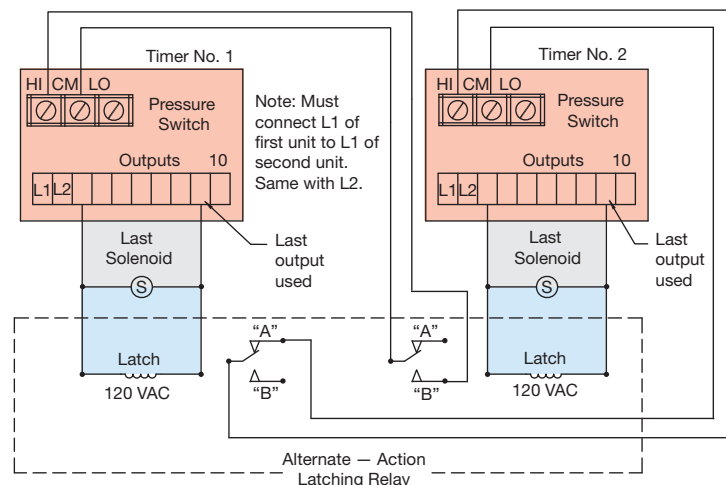 Timer No. 1
HI CM LO
Pressure
Switch
Outputs 10
L1 L2
Last
Solenoid
S
Last
output
used
Latch
120 VAC
Note: Must
connect L1 of
first unit to L1 of
second unit.
Same with L2.
Timer No. 2
HI CM LO
Pressure
Switch
Outputs 10
L1 L2
Last
Solenoid
S
Last
output
used
Latch
120 VAC
“A”
“B”
“A”
“B”
Alternate — Action
Latching Relay